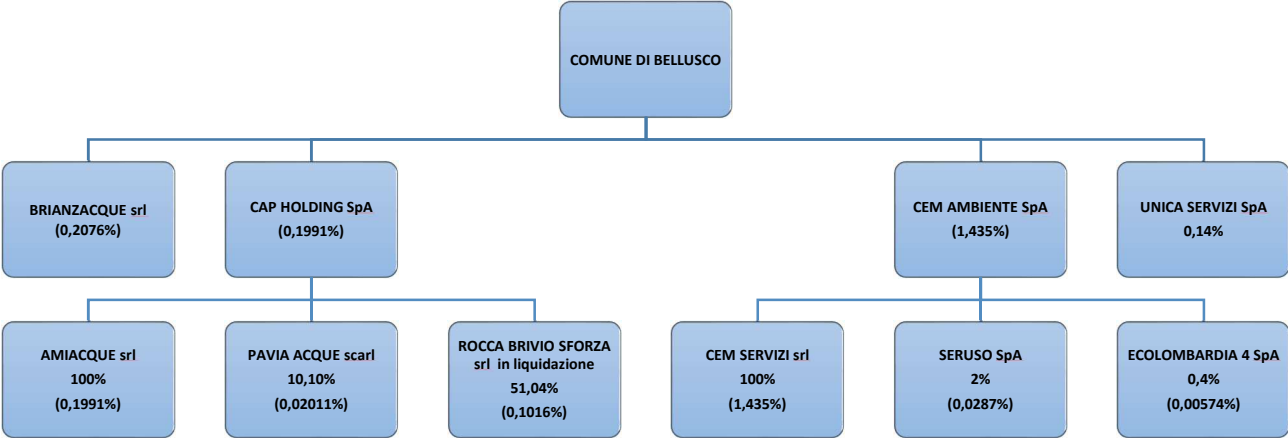 COMUNE DI BELLUSCO
BRIANZACQUE srl
(0,2076%)
CAP HOLDING SpA
(0,1991%)
CEM AMBIENTE SpA
(1,435%)
UNICA SERVIZI SpA
0,14%
AMIACQUE srl
100%
(0,1991%)
PAVIA ACQUE scarl
10,10%
(0,02011%)
ROCCA BRIVIO SFORZA
srl in liquidazione
51,04%
(0,1016%)
CEM SERVIZI srl
100%
(1,435%)
SERUSO SpA
2%
(0,0287%)
ECOLOMBARDIA 4 SpA
0,4%
(0,00574%)